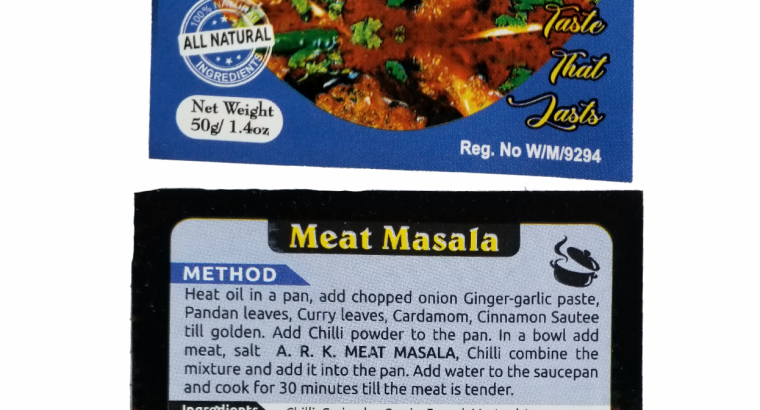 100% NATURAL
ALL NATURAL
INGREDIENTS
Taste
That
Lasts
Net Weight
50g/ 1.4oz
Reg. No W/M/9294
Meat Masala
METHOD
Heat oil in a pan, add chopped onion Ginger-garlic paste,
Pandan leaves, Curry leaves, Cardamom, Cinnamon Sautee
till golden. Add Chilli powder to the pan. In a bowl add
meat, salt A. R. K. MEAT MASALA, Chilli combine the
mixture and add it into the pan. Add water to the saucepan
and cook for 30 minutes till the meat is tender.
Ingredients